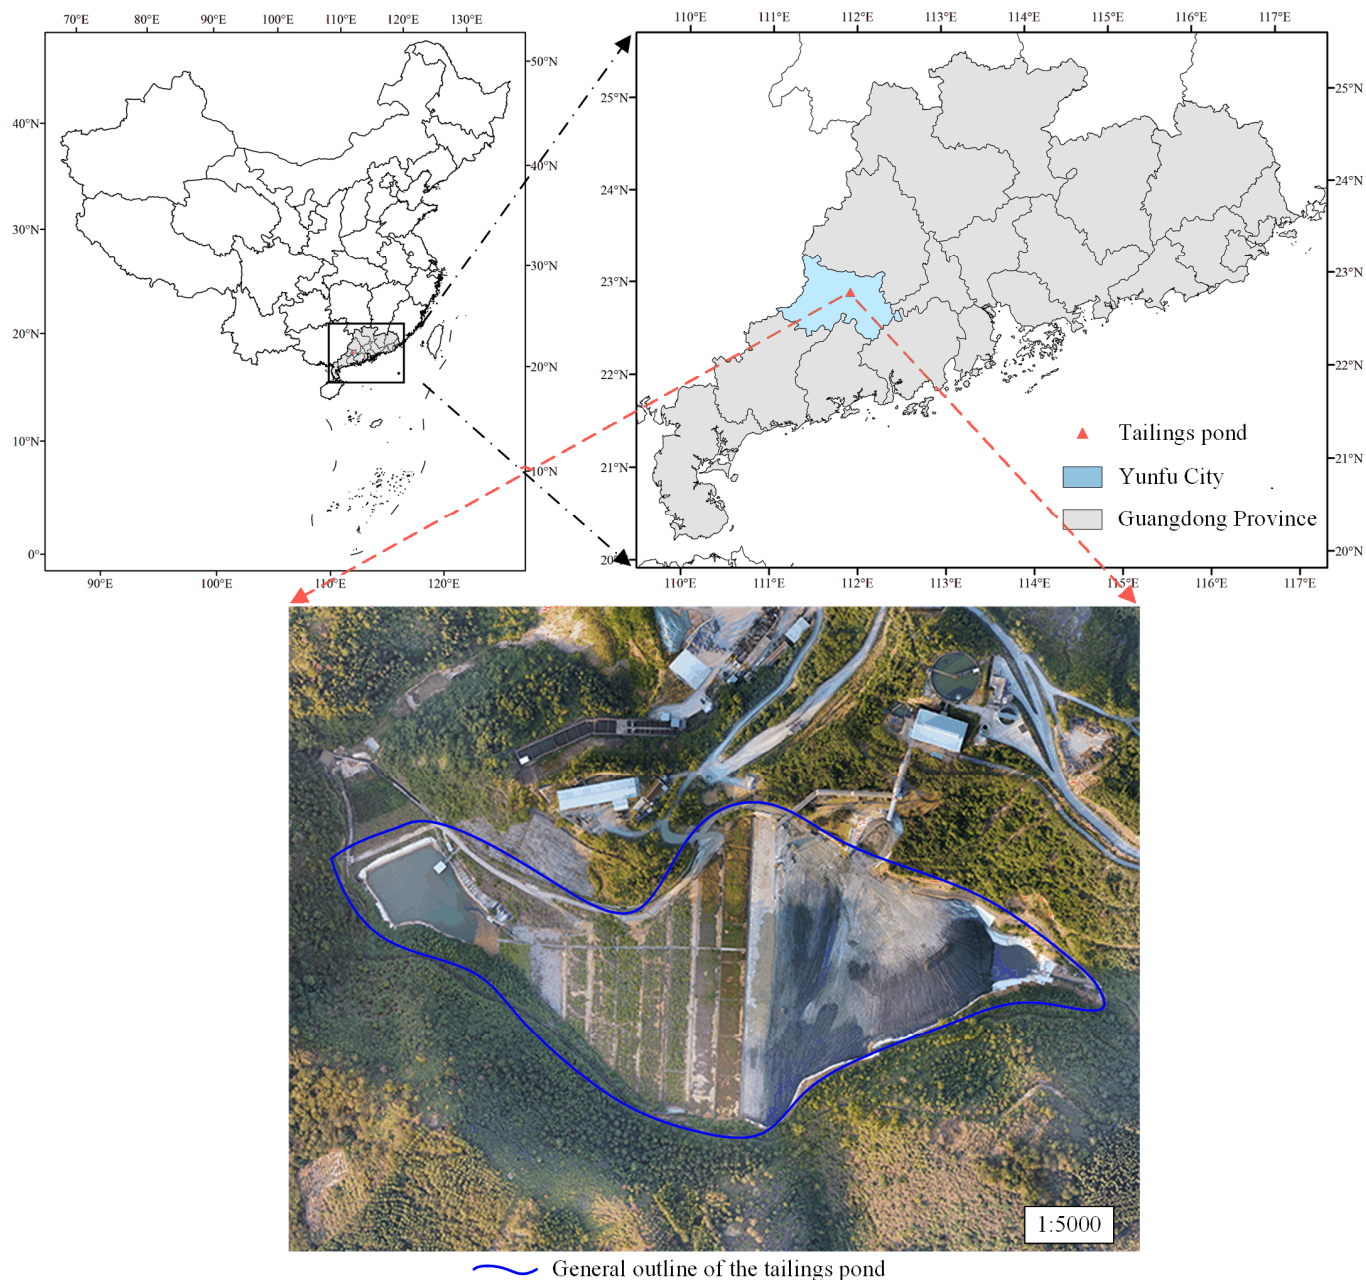 70°E 80°E 90°E 100°E 110°E 120°E 130°E
50°N
40°N
40°N
30°N
30°N
20°N
20°N
10°N
10°N
0°
90°E 100°E 110°E 120°E
110°E 111°E 112°E 113°E 114°E 115°E 116°E 117°E
25°N
25°N
24°N
24°N
23°N
23°N
22°N
22°N
21°N
21°N
20°N
20°N
110°E 111°E 112°E 113°E 114°E 115°E 116°E 117°E
Tailings pond
Yunfu City
Guangdong Province
1:5000
General outline of the tailings pond